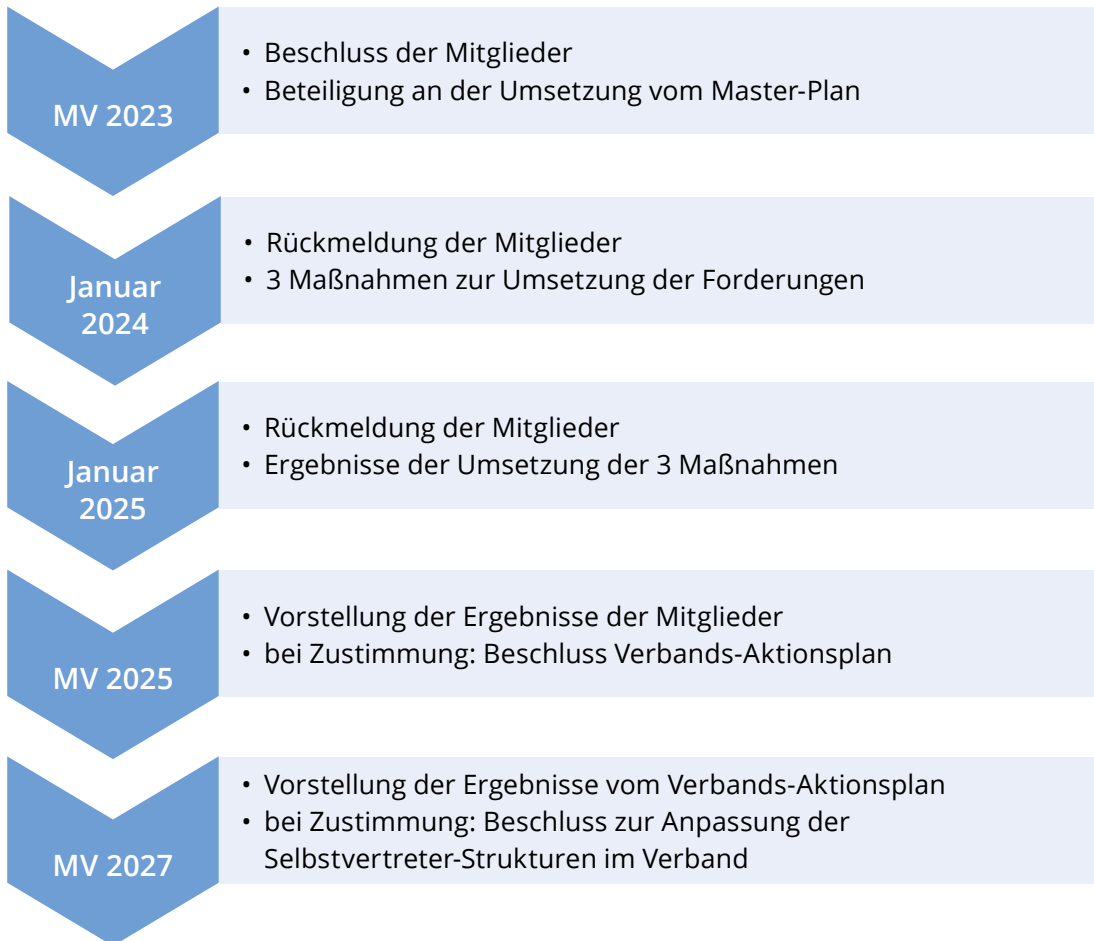 MV 2023
• Beschluss der Mitglieder
• Beteiligung an der Umsetzung vom Master-Plan
Januar
2024
• Rückmeldung der Mitglieder
• 3 Maßnahmen zur Umsetzung der Forderungen
Januar
2025
• Rückmeldung der Mitglieder
• Ergebnisse der Umsetzung der 3 Maßnahmen
MV 2025
• Vorstellung der Ergebnisse der Mitglieder
• bei Zustimmung: Beschluss Verbands-Aktionsplan
MV 2027
• Vorstellung der Ergebnisse vom Verbands-Aktionsplan
• bei Zustimmung: Beschluss zur Anpassung der
Selbstvertreter-Strukturen im Verband